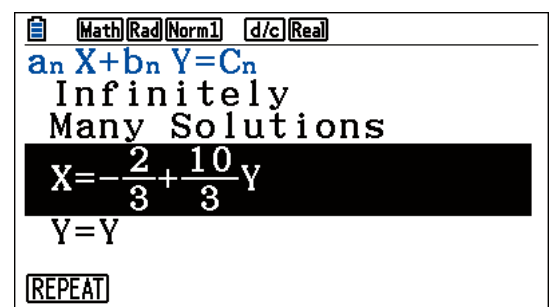 Math Rad Norm1 d/c Real
an X+bn Y=Cn
Infinitely
Many Solutions
X=-2/3+10/3Y
Y=Y
REPEAT